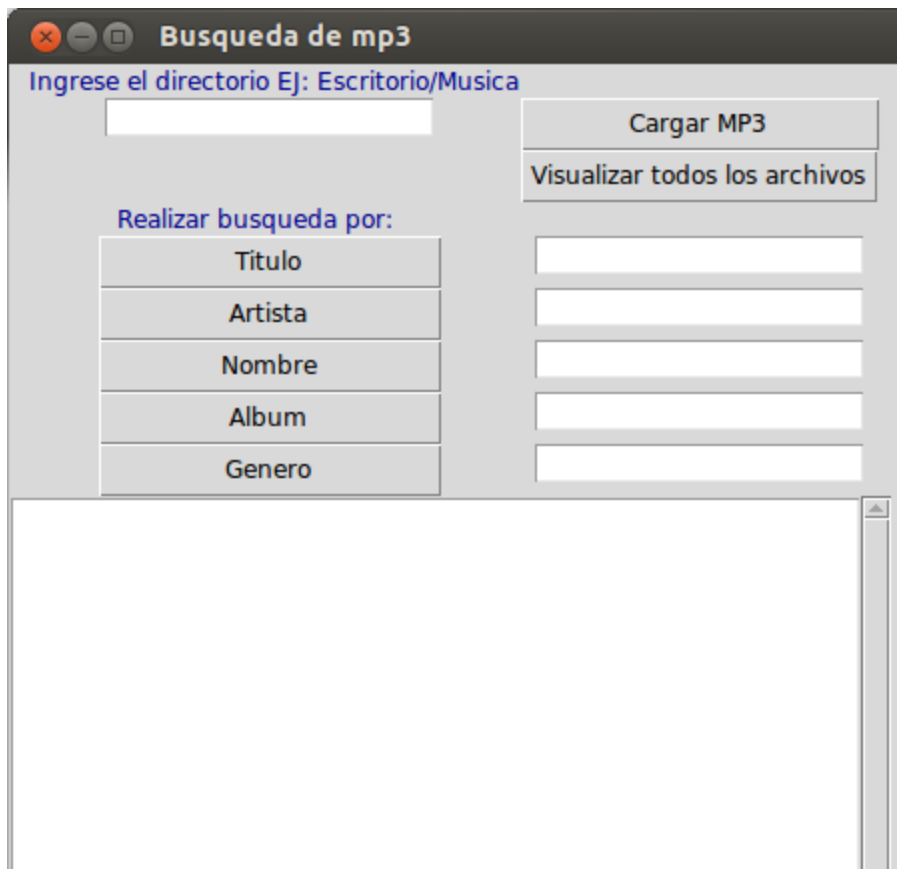 Busqueda de mp3
Ingrese el directorio EJ: Escritorio/Musica
Cargar MP3
Visualizar todos los archivos
Realizar busqueda por:
Titulo
Artista
Nombre
Album
Genero